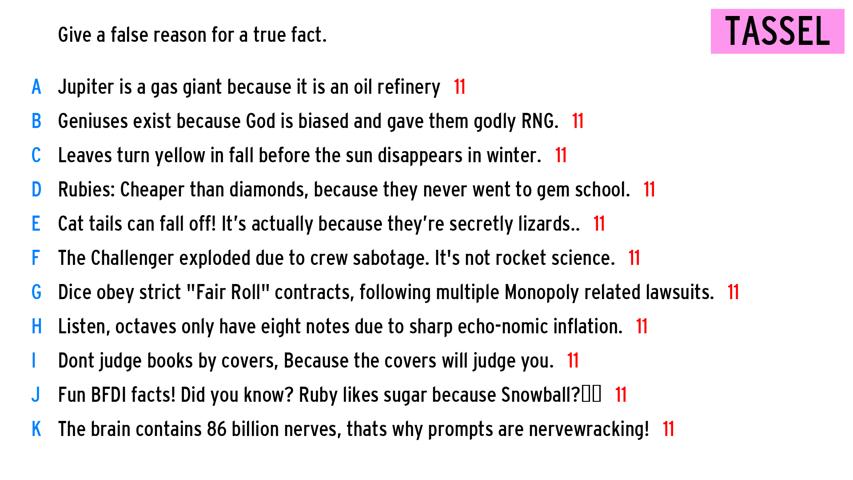 Give a false reason for a true fact.
TASSEL
A Jupiter is a gas giant because it is an oil refinery 11
B Geniuses exist because God is biased and gave them godly RNG. 11
C Leaves turn yellow in fall before the sun disappears in winter. 11
D Rubies: Cheaper than diamonds, because they never went to gem school. 11
E Cat tails can fall off! It’s actually because they’re secretly lizards.. 11
F The Challenger exploded due to crew sabotage. It's not rocket science. 11
G Dice obey strict "Fair Roll" contracts, following multiple Monopoly related lawsuits. 11
H Listen, octaves only have eight notes due to sharp echo-nomic inflation. 11
I Dont judge books by covers, Because the covers will judge you. 11
J Fun BFDI facts! Did you know? Ruby likes sugar because Snowball?▯▯ 11
K The brain contains 86 billion nerves, thats why prompts are nervewracking! 11